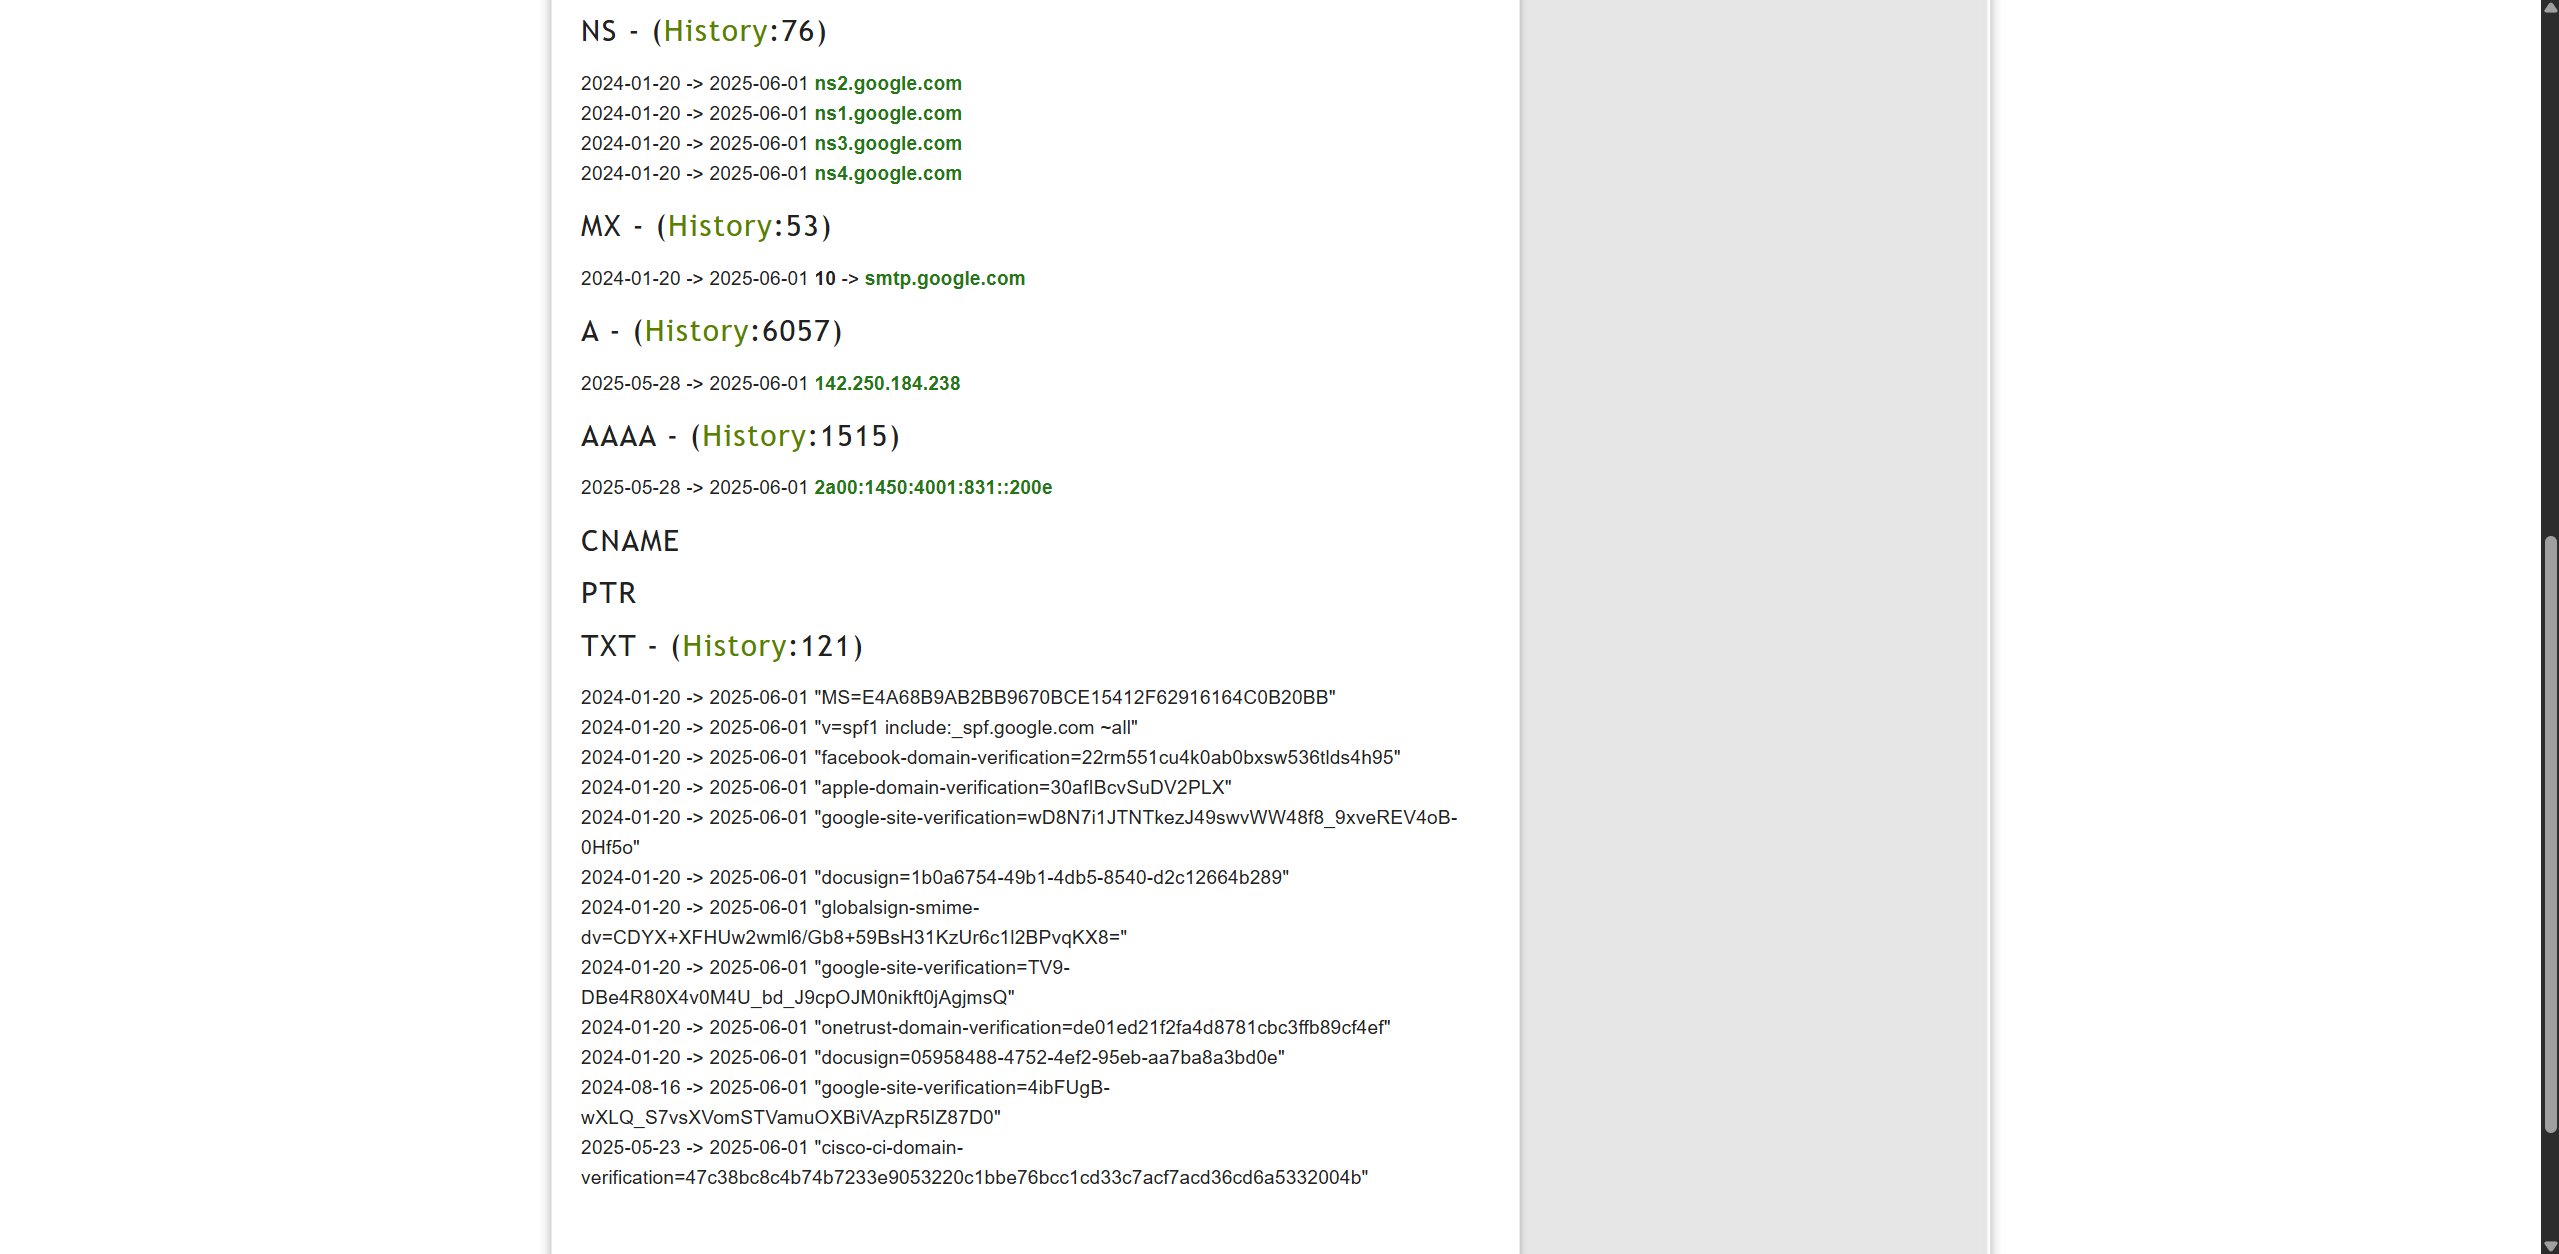 NS - (History:76)
2024-01-20 -> 2025-06-01 ns2.google.com
2024-01-20 -> 2025-06-01 ns1.google.com
2024-01-20 -> 2025-06-01 ns3.google.com
2024-01-20 -> 2025-06-01 ns4.google.com
MX - (History:53)
2024-01-20 -> 2025-06-01 10 -> smtp.google.com
A - (History:6057)
2025-05-28 -> 2025-06-01 142.250.184.238
AAAA - (History:1515)
2025-05-28 -> 2025-06-01 2a00:1450:4001:831::200e
CNAME
PTR
TXT - (History:121)
2024-01-20 -> 2025-06-01 "MS=E4A68B9AB2BB9670BCE15412F62916164C0B20BB"
2024-01-20 -> 2025-06-01 "v=spf1 include:_spf.google.com ~all"
2024-01-20 -> 2025-06-01 "facebook-domain-verification=22rm551cu4k0ab0bxsw536tlds4h95"
2024-01-20 -> 2025-06-01 "apple-domain-verification=30afIBcvSuDV2PLX"
2024-01-20 -> 2025-06-01 "google-site-verification=wD8N7i1JTNTkezJ49swvWW48f8_9xveREV4oB-
0Hf5o"
2024-01-20 -> 2025-06-01 "docusign=1b0a6754-49b1-4db5-8540-d2c12664b289"
2024-01-20 -> 2025-06-01 "globalsign-smime-
dv=CDYX+XFHUw2wml6/Gb8+59BsH31KzUr6c1l2BPvqKX8="
2024-01-20 -> 2025-06-01 "google-site-verification=TV9-
DBe4R80X4v0M4U_bd_J9cpOJM0nikft0jAgjmsQ"
2024-01-20 -> 2025-06-01 "onetrust-domain-verification=de01ed21f2fa4d8781cbc3ffb89cf4ef"
2024-01-20 -> 2025-06-01 "docusign=05958488-4752-4ef2-95eb-aa7ba8a3bd0e"
2024-08-16 -> 2025-06-01 "google-site-verification=4ibFUgB-
wXLQ_S7vsXVomSTVamuOXBiVAzpR5IZ87D0"
2025-05-23 -> 2025-06-01 "cisco-ci-domain-
verification=47c38bc8c4b74b7233e9053220c1bbe76bcc1cd33c7acf7acd36cd6a5332004b"